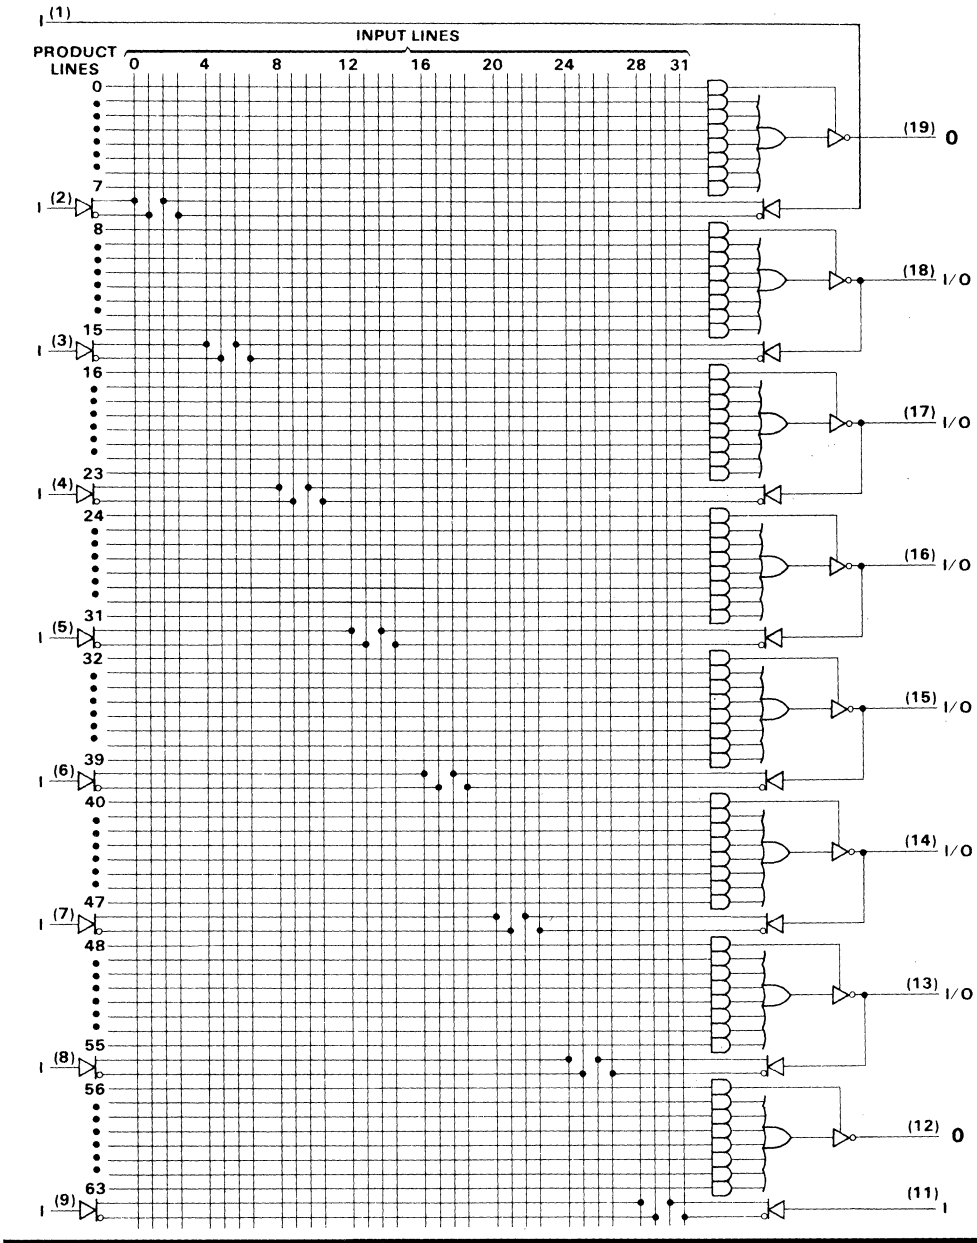 I (1)
INPUT LINES
PRODUCT LINES
0 4 8 12 16 20 24 28 31
0
(19) O
7
I (2)
8
(18) I/O
15
I (3)
16
(17) I/O
23
I (4)
24
(16) I/O
31
I (5)
32
(15) I/O
39
I (6)
40
(14) I/O
47
I (7)
48
(13) I/O
55
I (8)
56
(12) O
63
I (9)
(11) I